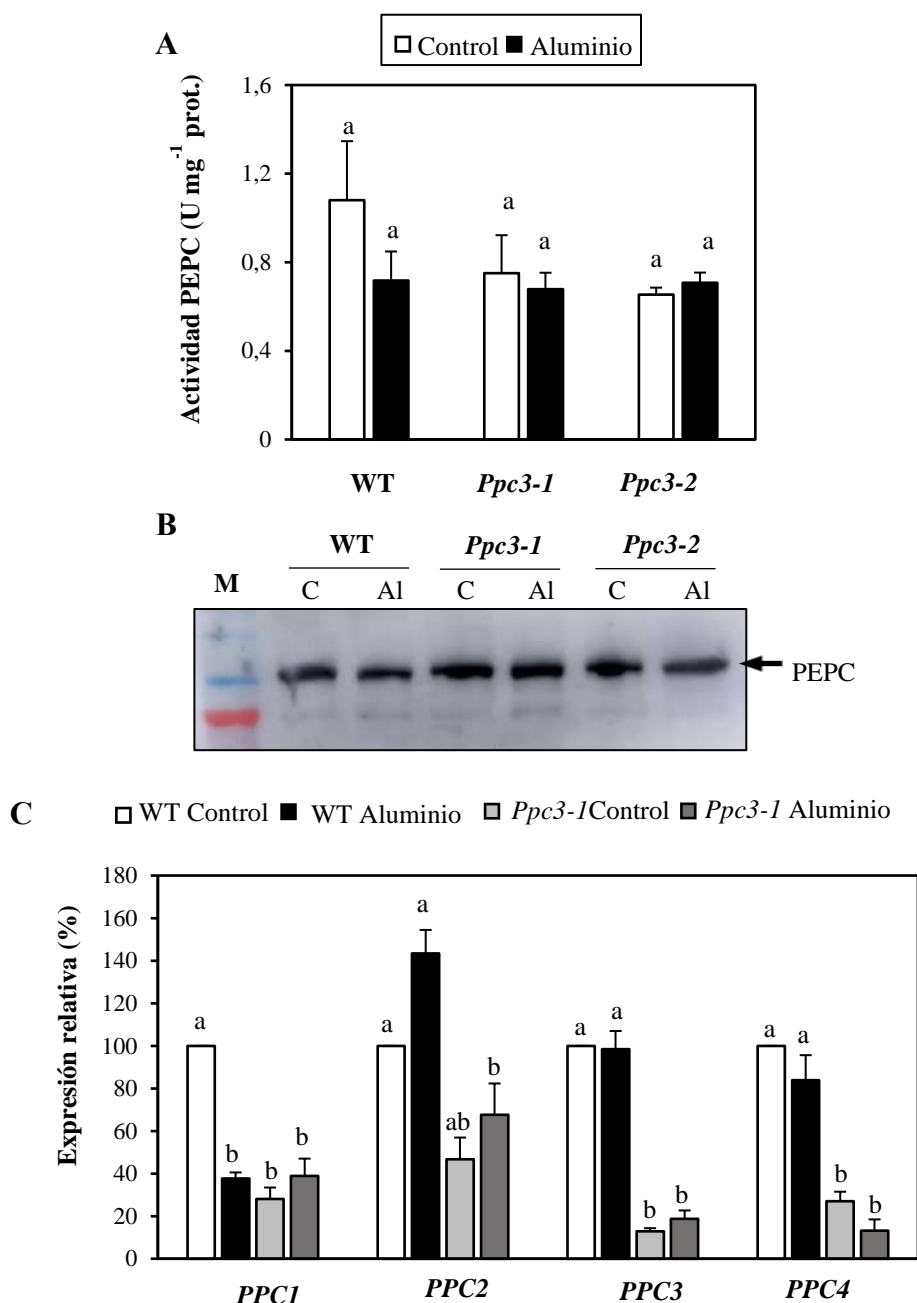 A
Control Aluminio
Actividad PEPC (U mg-1 prot.)
1,6
1,2
0,8
0,4
0
a
a
a
a
a
a
WT Ppc3-1 Ppc3-2
B
WT Ppc3-1 Ppc3-2
M C Al C Al C Al
PEPC
C
WT Control WT Aluminio Ppc3-1Control Ppc3-1 Aluminio
Expresión relativa (%)
180
160
140
120
100
80
60
40
20
0
a b b b
a a ab b
a a b b
a a b b
PPC1 PPC2 PPC3 PPC4